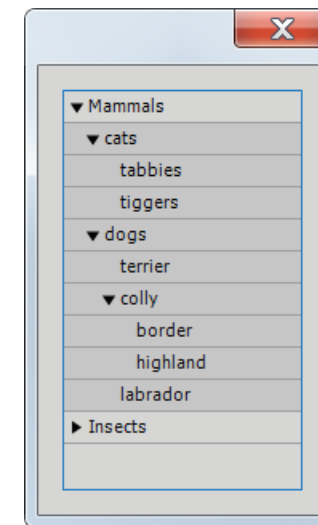 Mammals
cats
tabbies
tiggers
dogs
terrier
colly
border
highland
labrador
Insects